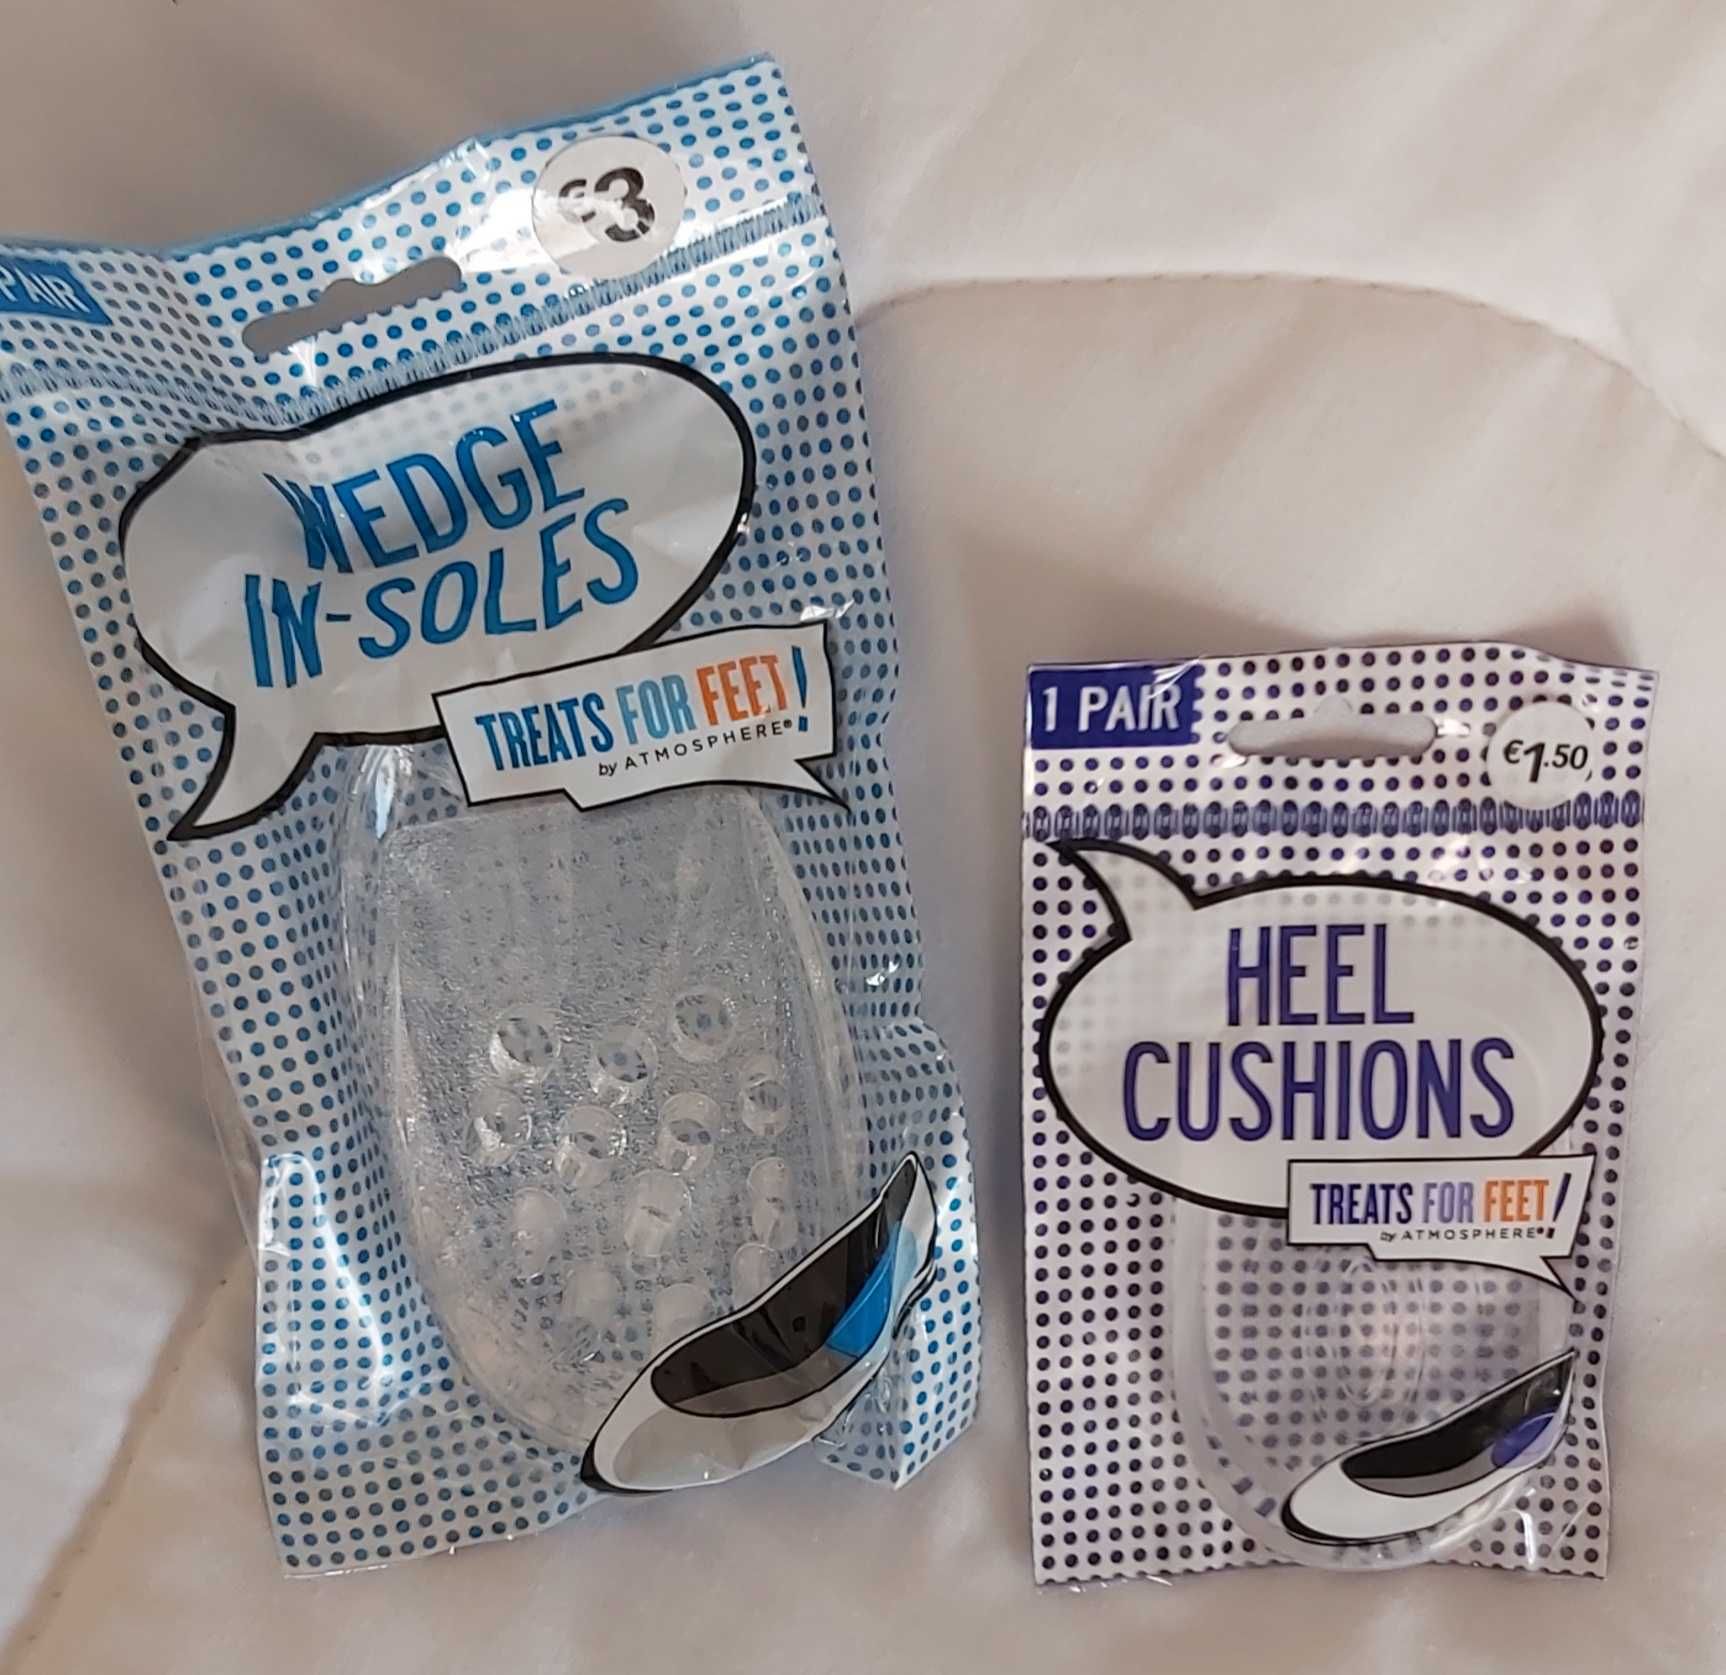 PAIR
€3
WEDGE
IN-SOLES
TREATS FOR FEET!
by ATMOSPHERE®
1 PAIR
€1.50
HEEL
CUSHIONS
TREATS FOR FEET!
by ATMOSPHERE®